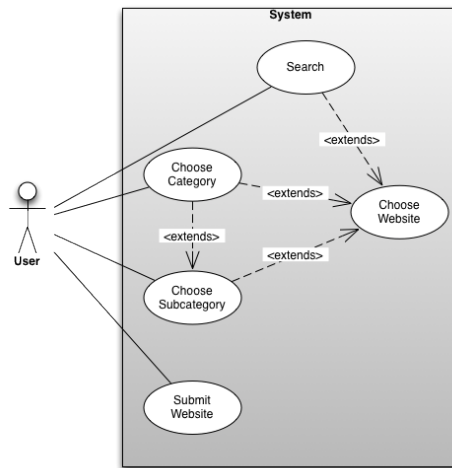 System
Search
<extends>
Choose
Category
<extends>
Choose
Website
User
<extends>
<extends>
Choose
Subcategory
Submit
Website